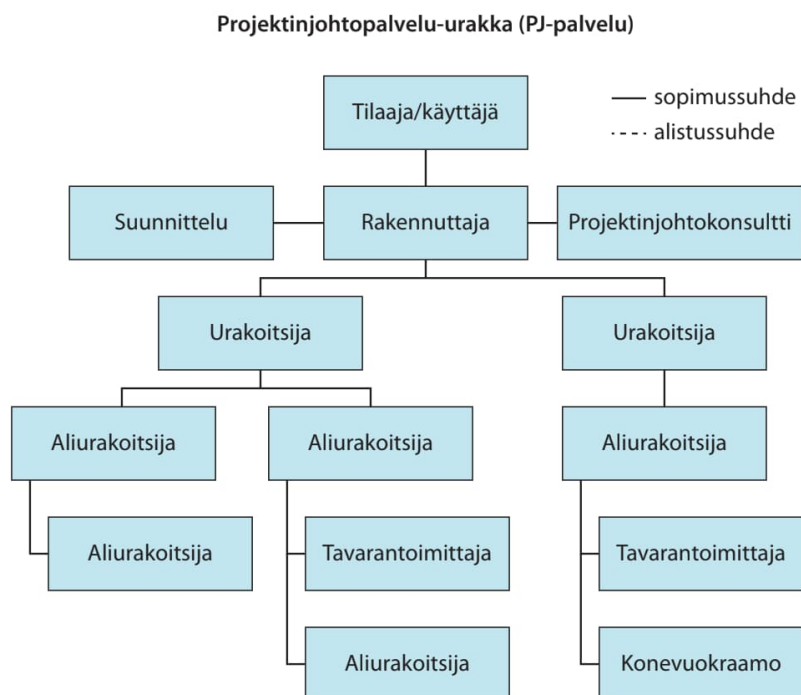 Projektinjohtopalvelu-urakka (PJ-palvelu)
Tilaaja/käyttäjä
sopimussuhde
alistussuhde
Suunnittelu
Rakennuttaja
Projektinjohtokonsultti
Urakoitsija
Urakoitsija
Aliurakoitsija
Aliurakoitsija
Aliurakoitsija
Aliurakoitsija
Tavarantoimittaja
Tavarantoimittaja
Aliurakoitsija
Konevuokraamo